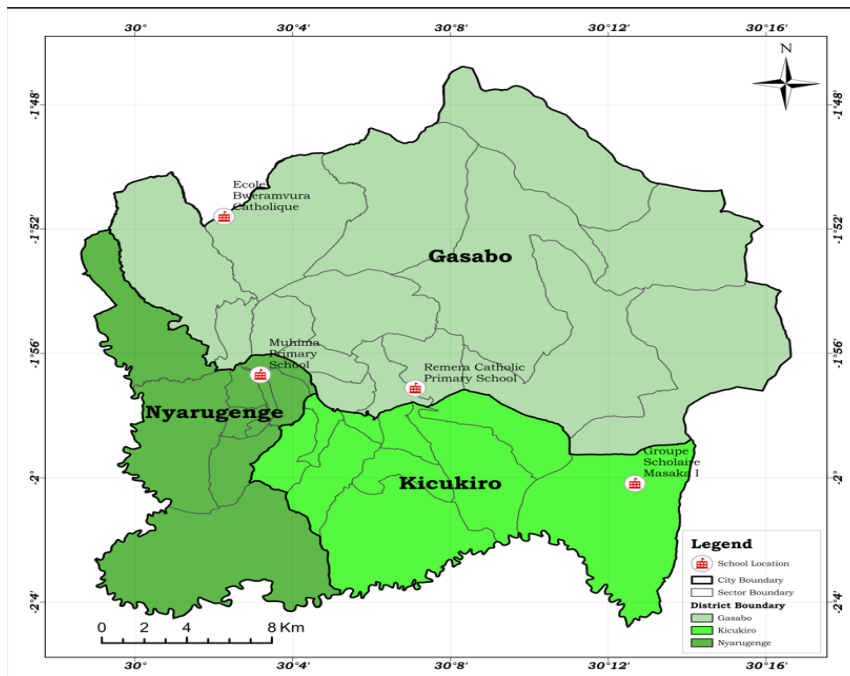 30°
30°4'
30°8'
30°12'
30°16'
N
-1°48'
-1°48'
Ecole
Bweramvura
Catholique
-1°52'
-1°52'
Gasabo
Muhima
Primary
School
-1°56'
-1°56'
Remera Catholic
Primary School
Nyarugenge
Groupe
Scholaire
Masaka I
-2°
-2°
Kicukiro
Legend
School Location
City Boundary
Sector Boundary
District Boundary
Gasabo
Kicukiro
Nyarugenge
-2°4'
-2°4'
0 2 4 8 Km
30°
30°4'
30°8'
30°12'
30°16'